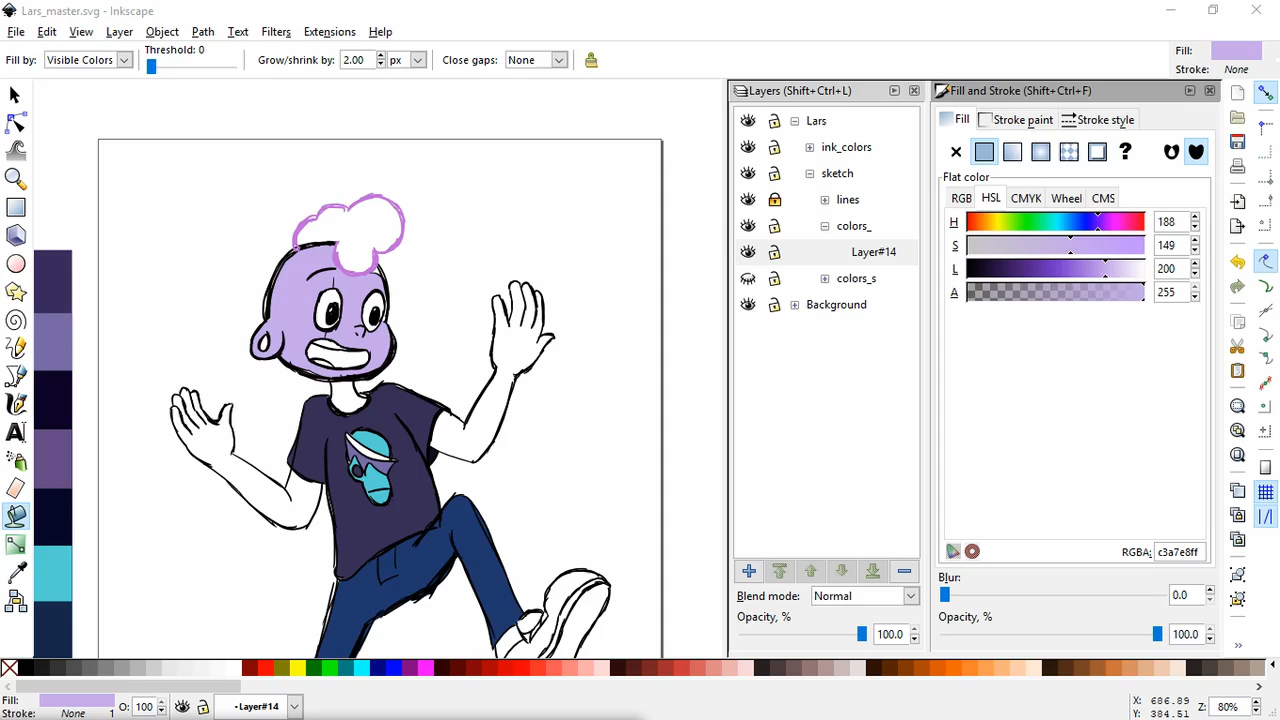 Lars_master.svg - Inkscape
File Edit View Layer Object Path Text Filters Extensions Help
Fill by: Visible Colors Threshold: 0 Grow/shrink by: 2.00 px Close gaps: None
Fill:
Stroke: None
Layers (Shift+Ctrl+L)
Lars
ink_colors
sketch
lines
colors_
Layer#14
colors_s
Background
Blend mode: Normal
Opacity, % 100.0
Fill and Stroke (Shift+Ctrl+F)
Fill Stroke paint Stroke style
Flat color
RGB HSL CMYK Wheel CMS
H 188
S 149
L 200
A 255
RGBA: c3a7e8ff
Blur:
0.0
Opacity, %
100.0
Fill:
Stroke: None 1
O: 100
Layer#14
X: 686.89
Y: 384.51
Z: 80%